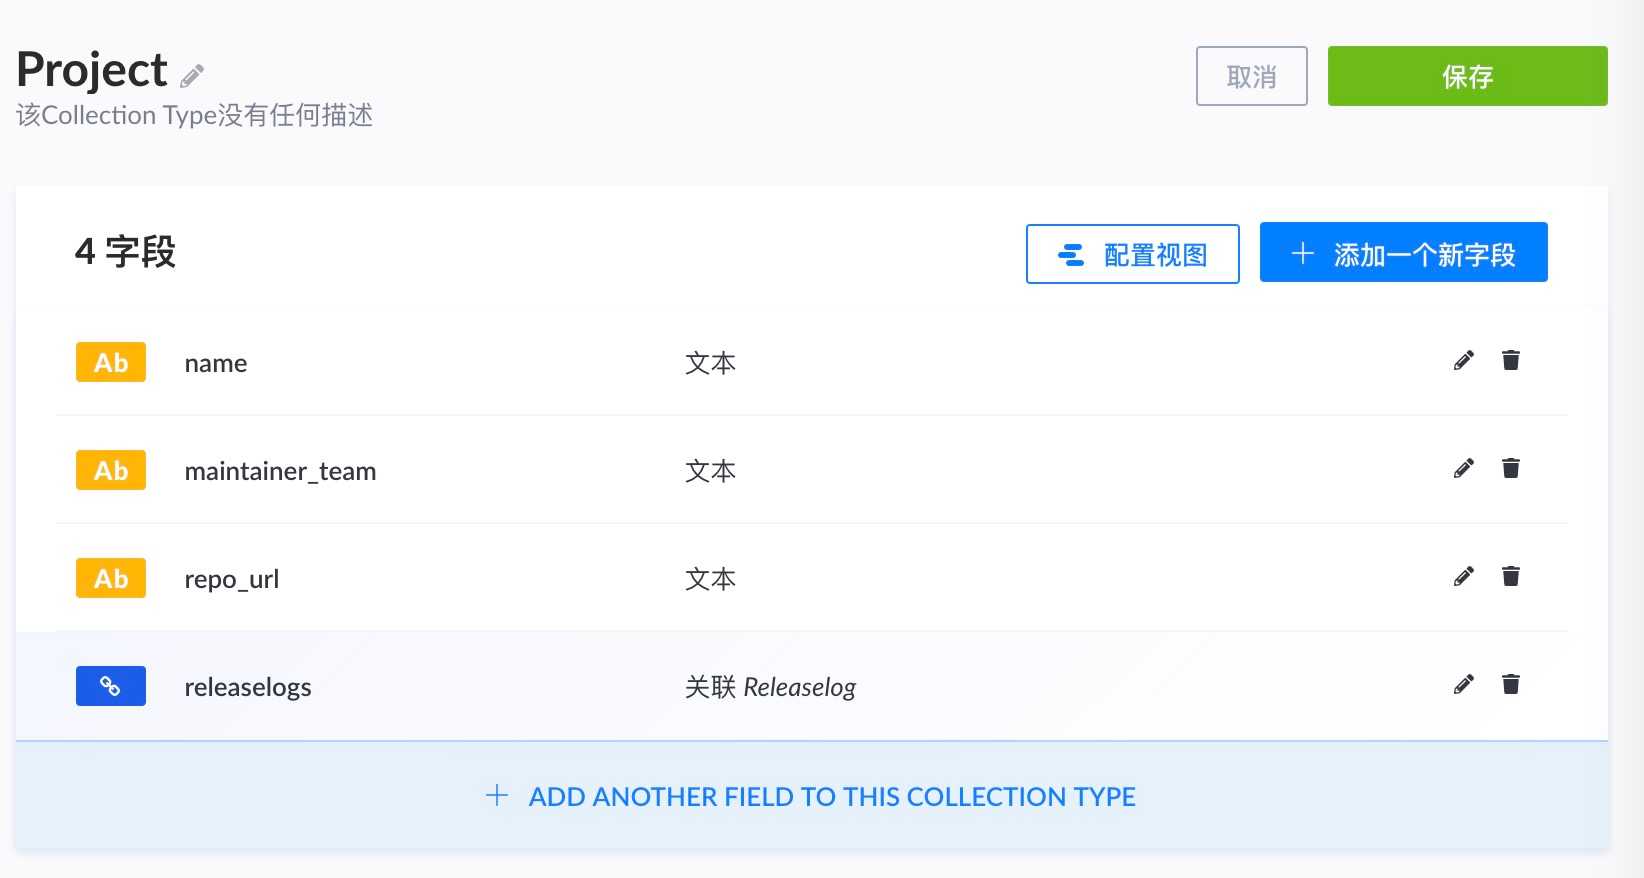 Project
取消
保存
该Collection Type没有任何描述
4 字段
配置视图
添加一个新字段
Ab name 文本
Ab maintainer_team 文本
Ab repo_url 文本
releaselogs 关联 Releaselog
ADD ANOTHER FIELD TO THIS COLLECTION TYPE